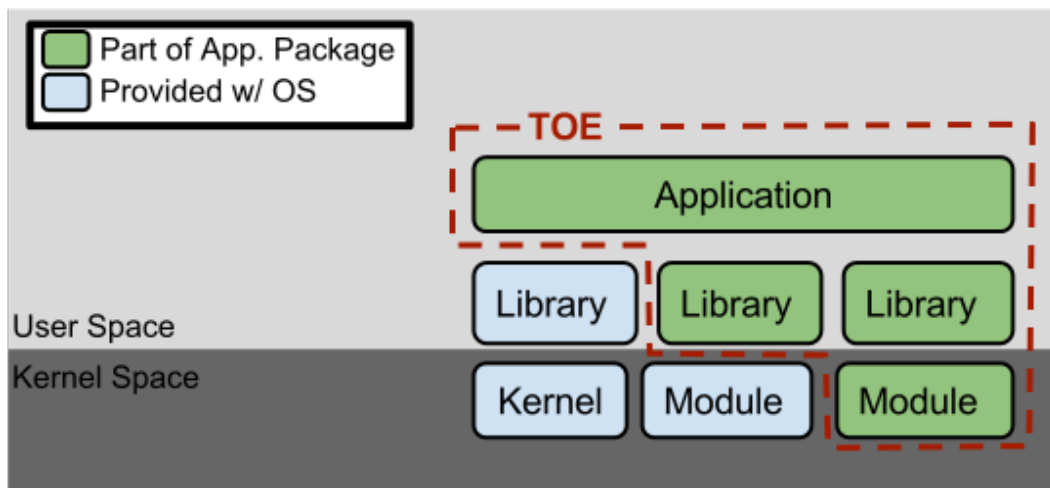 Part of App. Package
Provided w/ OS
TOE
Application
Library
Library
Library
User Space
Kernel Space
Kernel
Module
Module